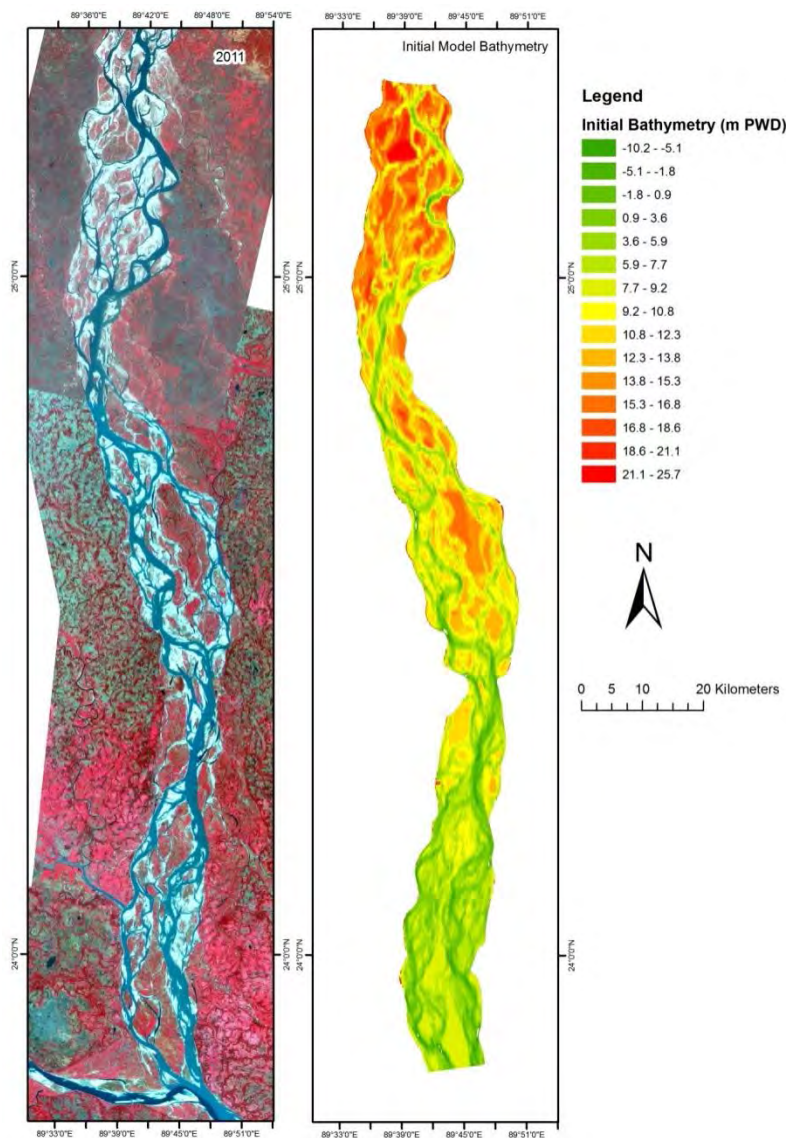 89°36'0"E 89°42'0"E 89°48'0"E 89°54'0"E
89°33'0"E 89°39'0"E 89°45'0"E 89°51'0"E
2011
Initial Model Bathymetry
Legend
Initial Bathymetry (m PWD)
-10.2 - -5.1
-5.1 - -1.8
-1.8 - 0.9
0.9 - 3.6
3.6 - 5.9
5.9 - 7.7
7.7 - 9.2
9.2 - 10.8
10.8 - 12.3
12.3 - 13.8
13.8 - 15.3
15.3 - 16.8
16.8 - 18.6
18.6 - 21.1
21.1 - 25.7
N
0 5 10 20 Kilometers
25°0'0"N
25°0'0"N
24°0'0"N
24°0'0"N
89°33'0"E 89°39'0"E 89°45'0"E 89°51'0"E
89°33'0"E 89°39'0"E 89°45'0"E 89°51'0"E